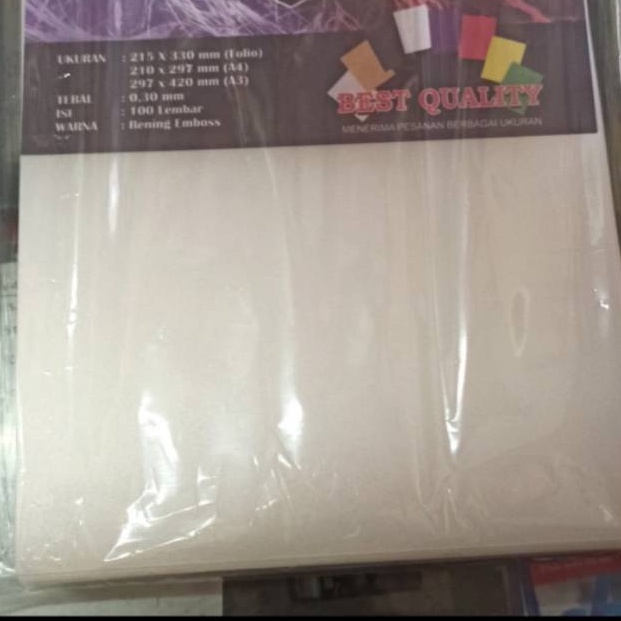 UKURAN : 215 X 330 mm (Folio)
210 x 297 mm (A4)
297 x 420 mm (A3)
TEBAL : 0,30 mm
ISI : 100 Lembar
WARNA : Bening Emboss
BEST QUALITY
MENERIMA PESANAN BERBAGAI UKURAN